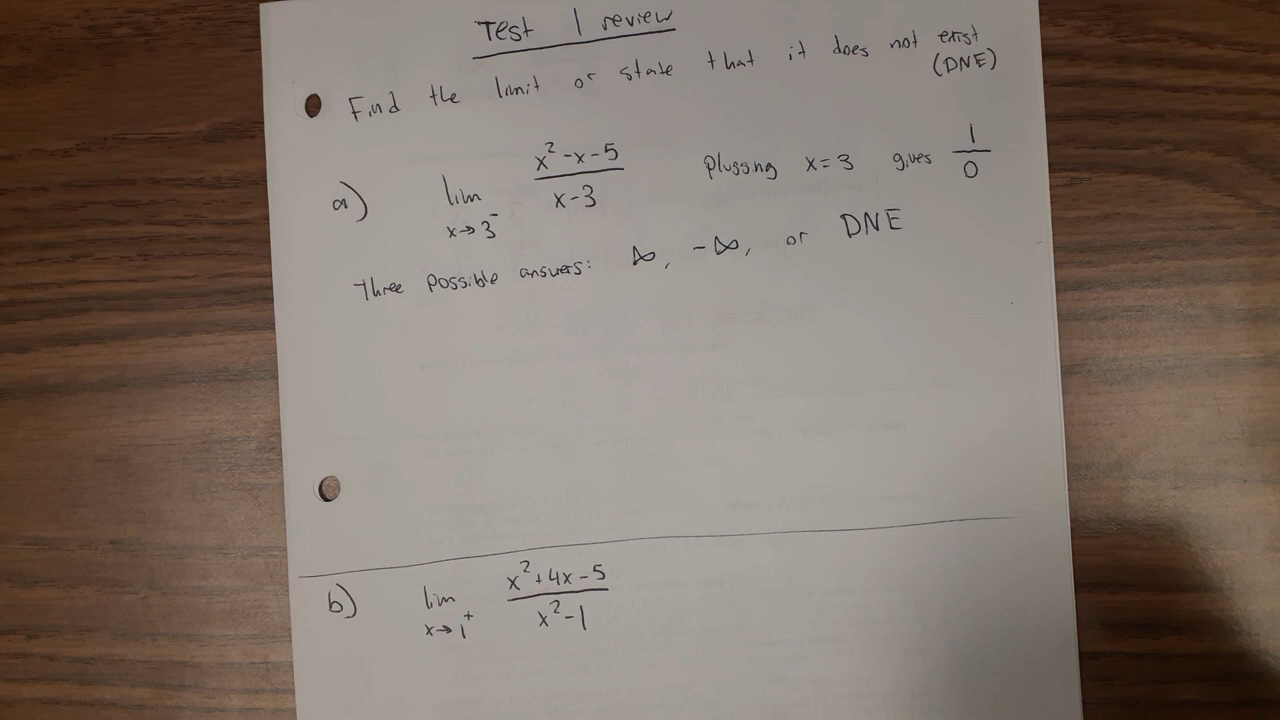 Test 1 review
Find the limit or state that it does not exist (DNE)
a) lim x→3⁻ (x²-x-5)/(x-3) Plugging x=3 gives 1/0
Three possible answers: ∞, -∞, or DNE
b) lim x→1⁺ (x²+4x-5)/(x²-1)